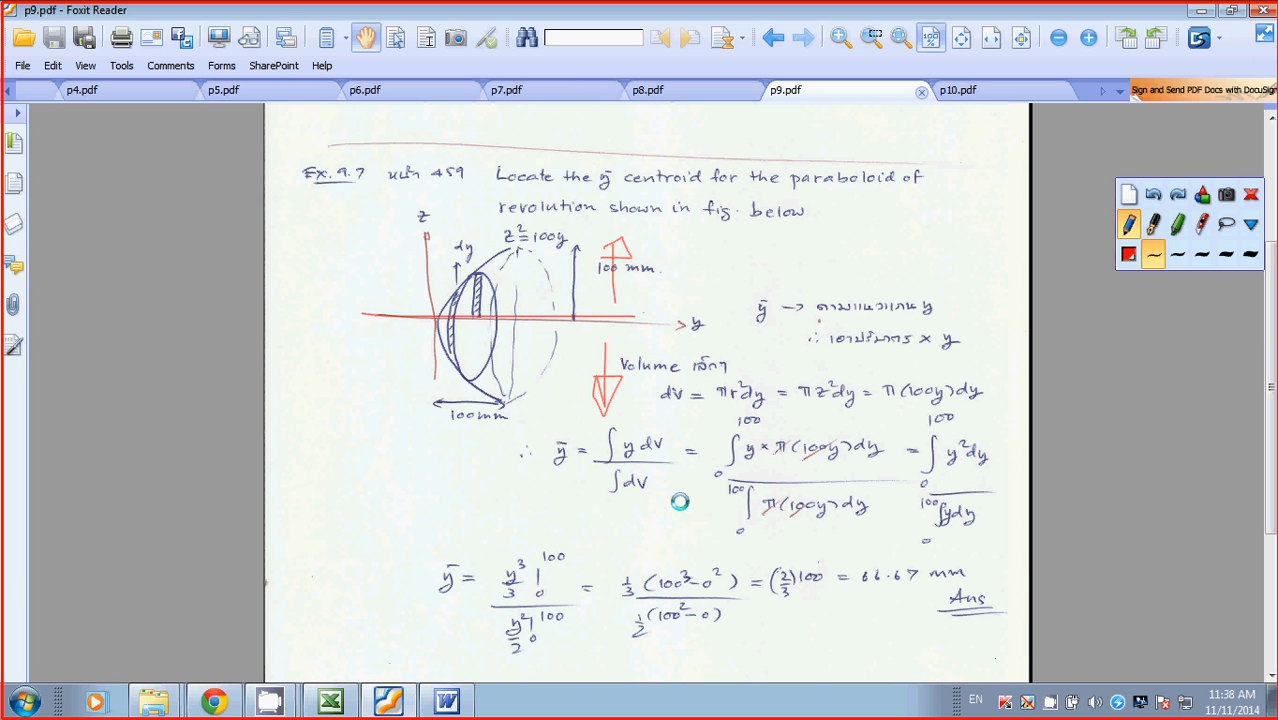 p9.pdf - Foxit Reader
File Edit View Tools Comments Forms SharePoint Help
p4.pdf p5.pdf p6.pdf p7.pdf p8.pdf p9.pdf p10.pdf Sign and Send PDF Docs with DocuSign
Ex. 9.7 หน้า 459 Locate the ȳ centroid for the paraboloid of
revolution shown in fig. below
z
dy
z² = 100y
100 mm.
y
100mm
ȳ → ตามแนวแกน y
∴ เอาปริมาตร × y
Volume เล็กๆ
dv = πr²dy = πz²dy = π(100y)dy
∴ ȳ = ∫y dv / ∫dv = ∫₀¹⁰⁰ y × π(100y)dy / ∫₀¹⁰⁰ π(100y)dy = ∫₀¹⁰⁰ y²dy / ∫₀¹⁰⁰ ydy
ȳ = y³/3 |₀¹⁰⁰ / y²/2 |₀¹⁰⁰ = 1/3 (100³-0²) / 1/2 (100²-0) = (2/3)100 = 66.67 mm
Ans
EN
11:38 AM
11/11/2014